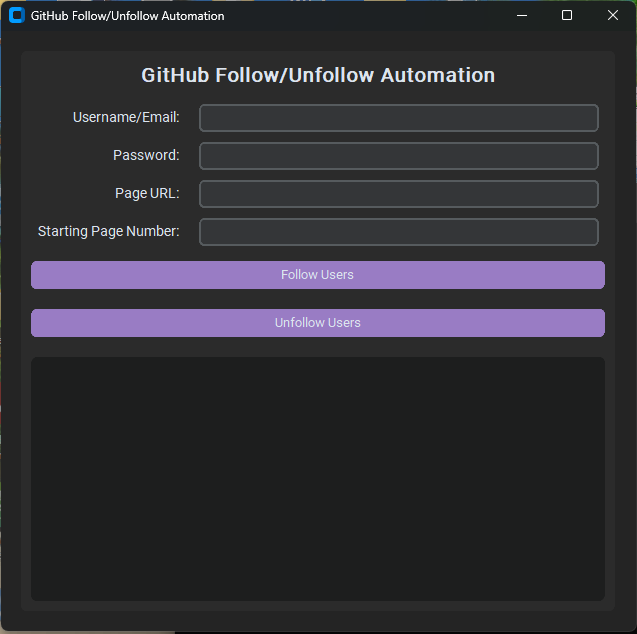 GitHub Follow/Unfollow Automation
GitHub Follow/Unfollow Automation
Username/Email:
Password:
Page URL:
Starting Page Number:
Follow Users
Unfollow Users